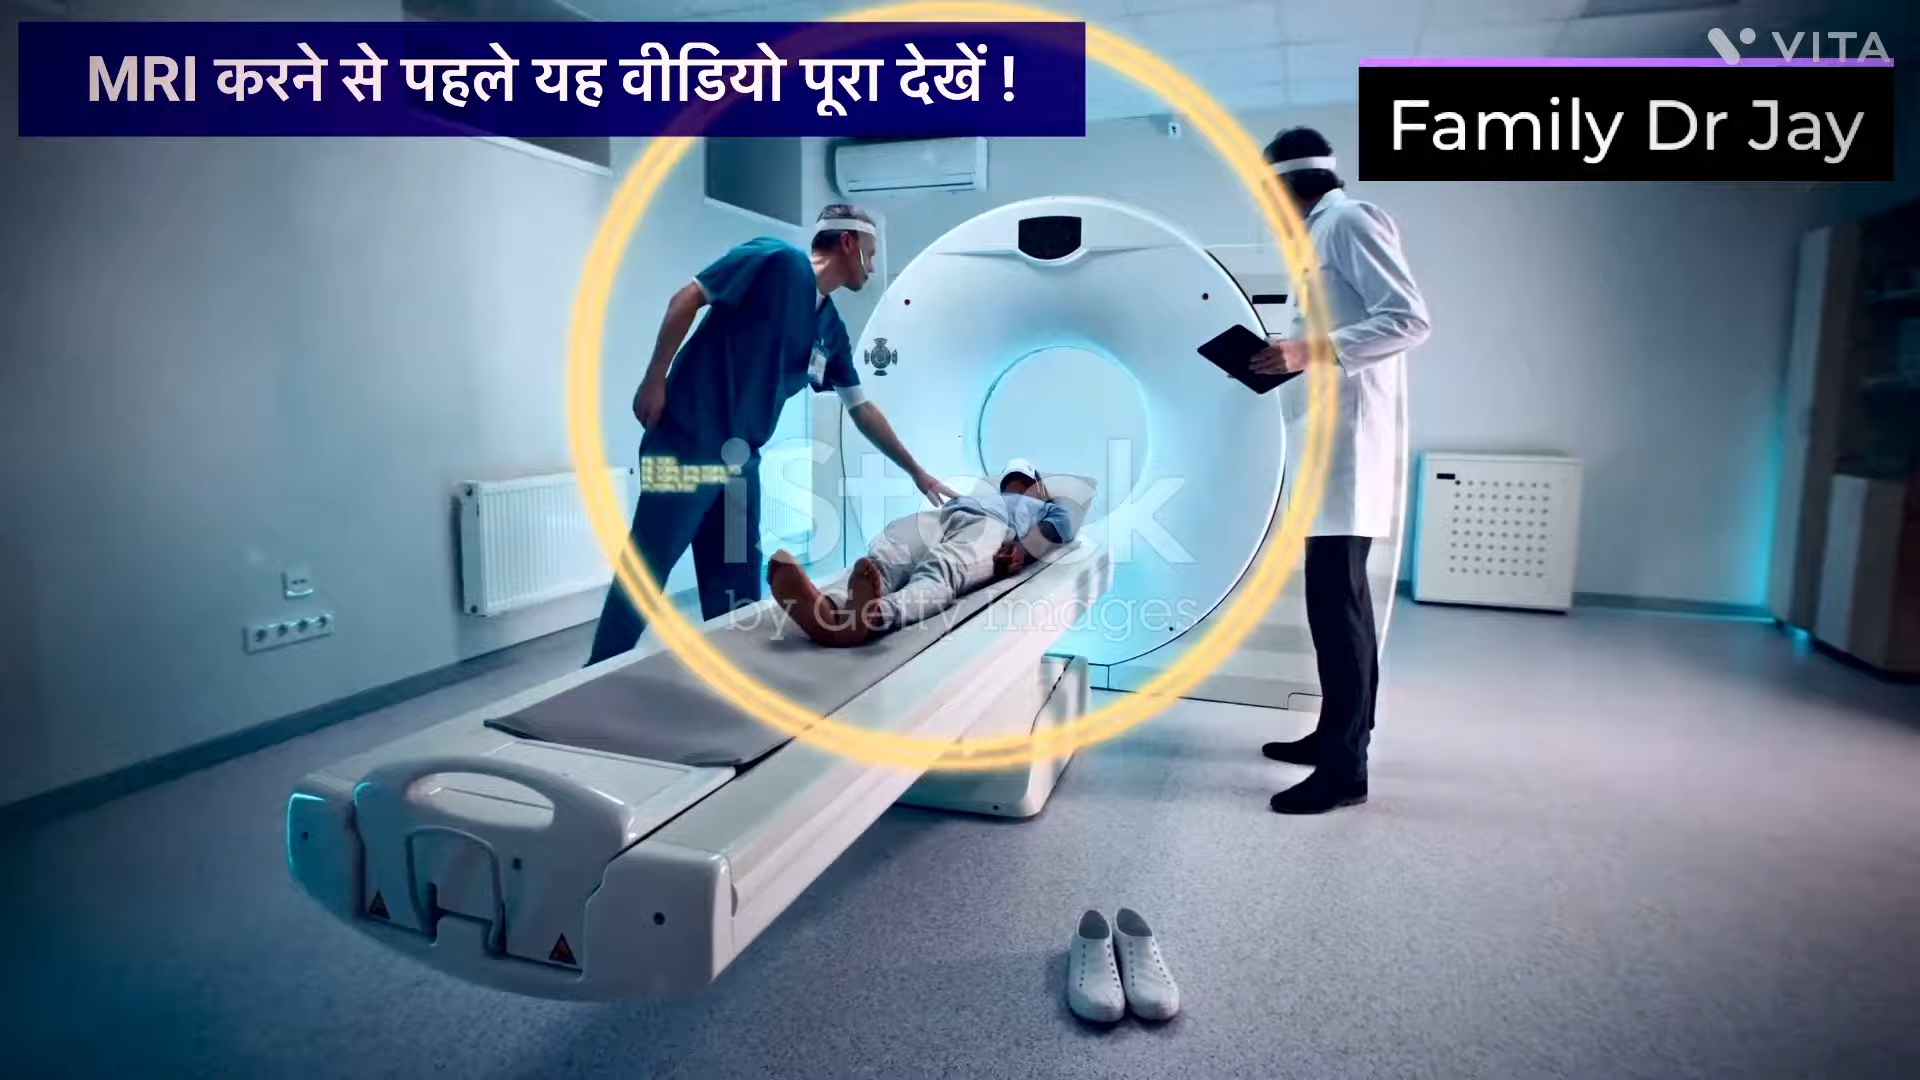 MRI करने से पहले यह वीडियो पूरा देखें !
VITA
Family Dr Jay
iStock
by Getty Images